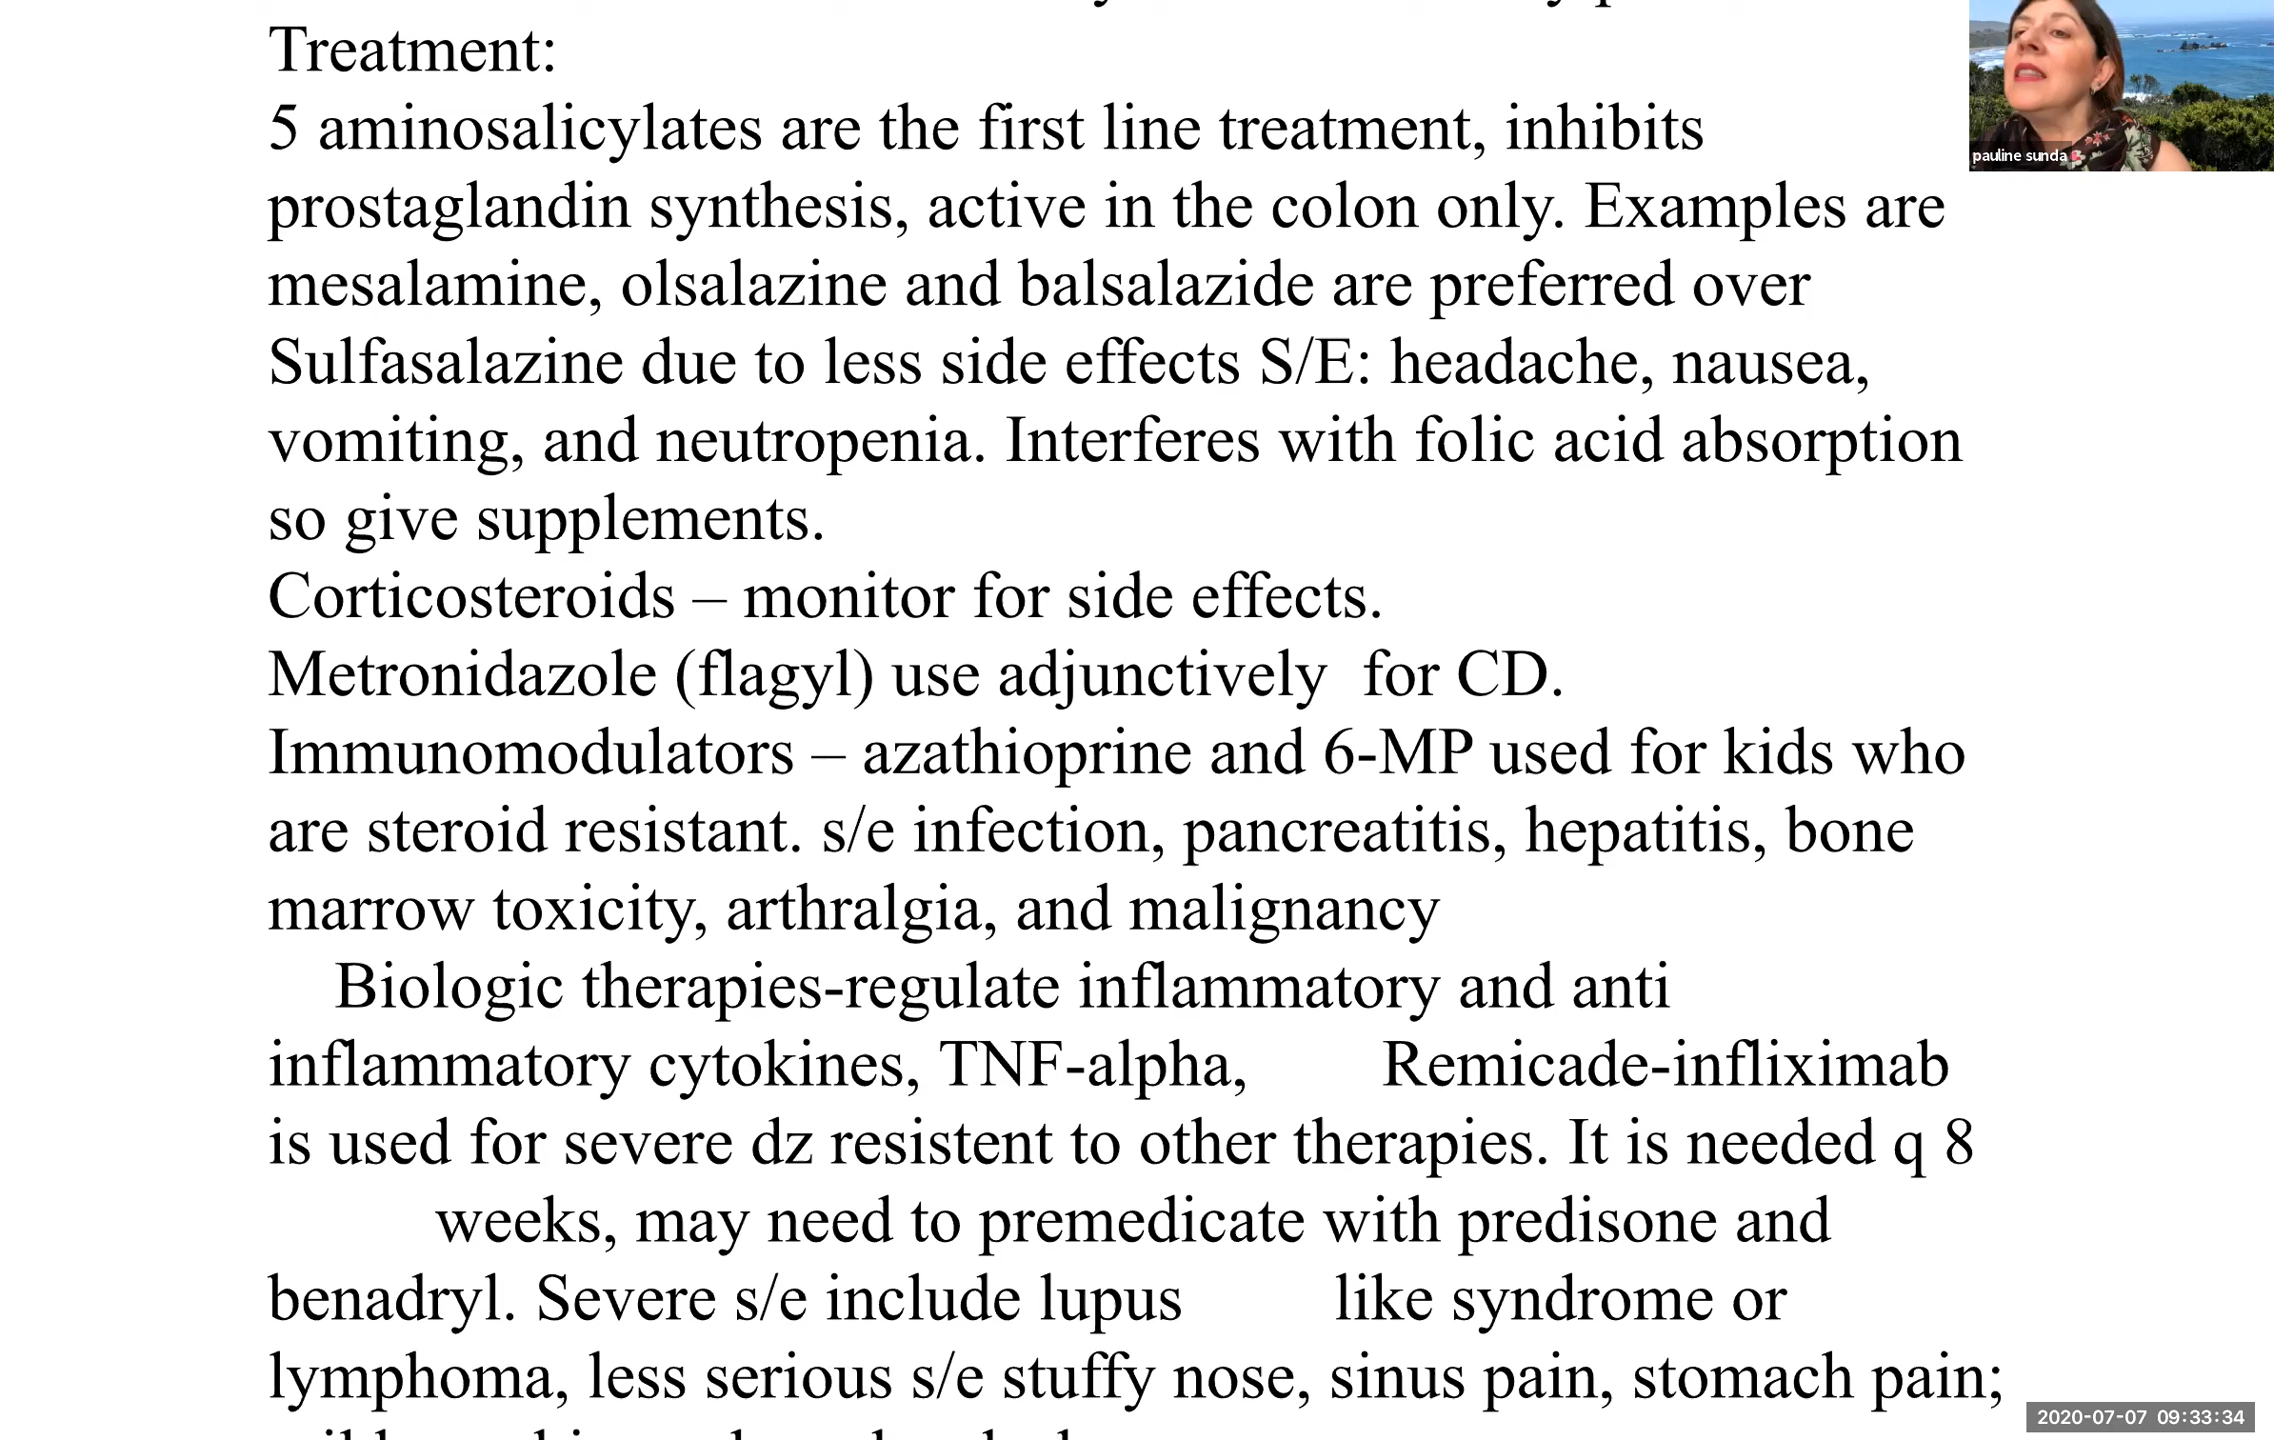 Treatment:
5 aminosalicylates are the first line treatment, inhibits
prostaglandin synthesis, active in the colon only. Examples are
mesalamine, olsalazine and balsalazide are preferred over
Sulfasalazine due to less side effects S/E: headache, nausea,
vomiting, and neutropenia. Interferes with folic acid absorption
so give supplements.
Corticosteroids – monitor for side effects.
Metronidazole (flagyl) use adjunctively for CD.
Immunomodulators – azathioprine and 6-MP used for kids who
are steroid resistant. s/e infection, pancreatitis, hepatitis, bone
marrow toxicity, arthralgia, and malignancy
Biologic therapies-regulate inflammatory and anti
inflammatory cytokines, TNF-alpha, Remicade-infliximab
is used for severe dz resistent to other therapies. It is needed q 8
weeks, may need to premedicate with predisone and
benadryl. Severe s/e include lupus like syndrome or
lymphoma, less serious s/e stuffy nose, sinus pain, stomach pain;
pauline sunda
2020-07-07 09:33:34